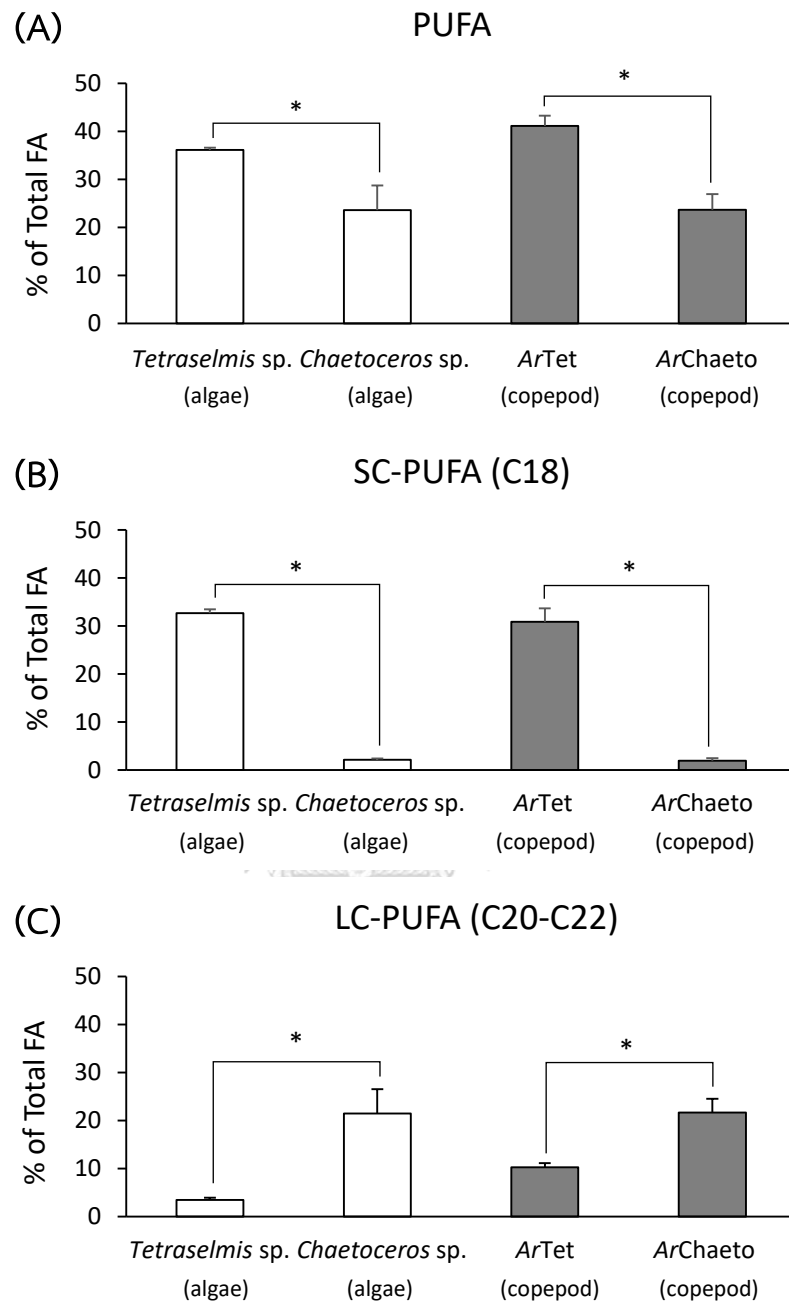 (A) PUFA
50
40
30
20
10
0
% of Total FA
* *
Tetraselmis sp. Chaetoceros sp. ArTet ArChaeto
(algae) (algae) (copepod) (copepod)
(B) SC-PUFA (C18)
50
40
30
20
10
0
% of Total FA
* *
Tetraselmis sp. Chaetoceros sp. ArTet ArChaeto
(algae) (algae) (copepod) (copepod)
(C) LC-PUFA (C20-C22)
50
40
30
20
10
0
% of Total FA
* *
Tetraselmis sp. Chaetoceros sp. ArTet ArChaeto
(algae) (algae) (copepod) (copepod)